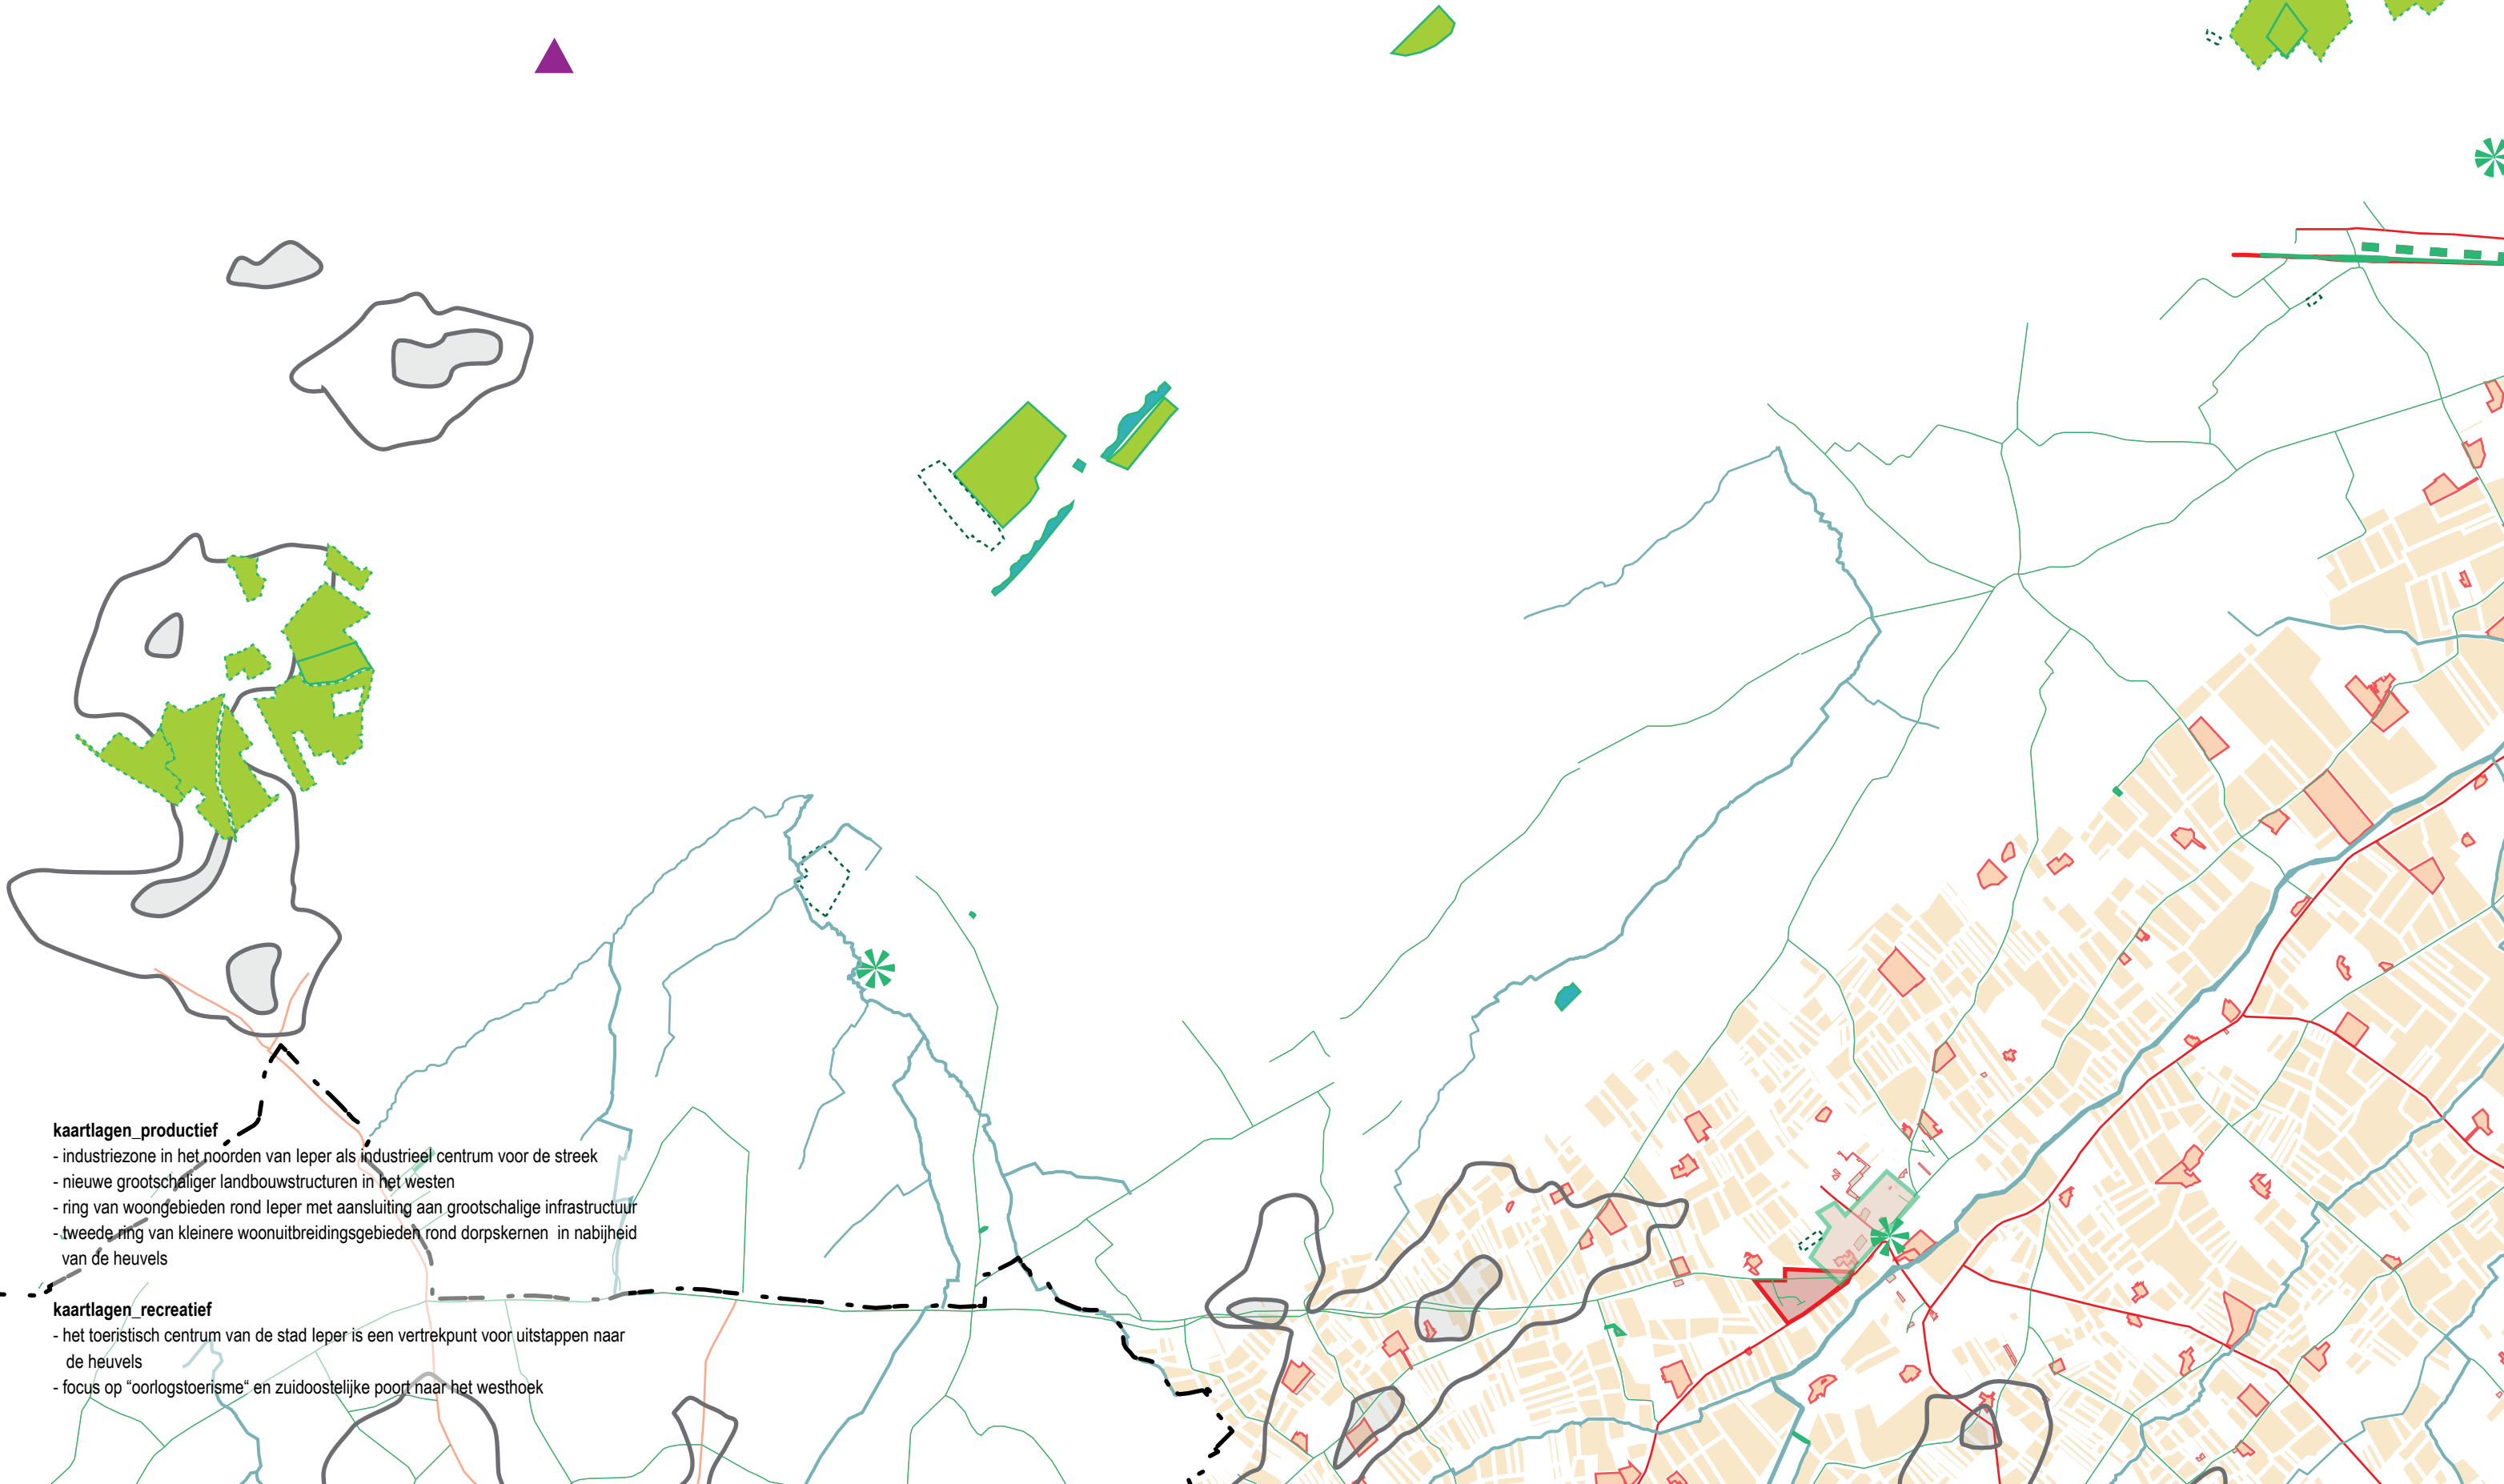 kaartlagen_productief
- industriezone in het noorden van Ieper als industrieel centrum voor de streek
- nieuwe grootschaliger landbouwstructuren in het westen
- ring van woongebieden rond Ieper met aansluiting aan grootschalige infrastructuur
- tweede ring van kleinere woonuitbreidingsgebieden rond dorpskernen in nabijheid
van de heuvels
kaartlagen_recreatief
- het toeristisch centrum van de stad Ieper is een vertrekpunt voor uitstappen naar
de heuvels
- focus op “oorlogstoerisme“ en zuidoostelijke poort naar het westhoek